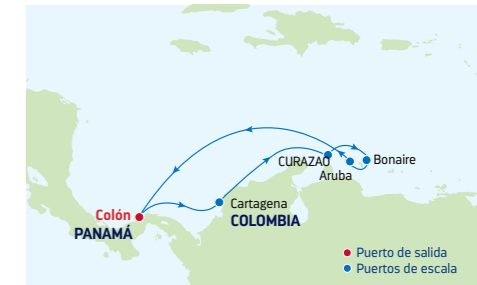 CURAZAO
Bonaire
Aruba
Cartagena
COLOMBIA
Colón
PANAMÁ
Puerto de salida
Puertos de escala